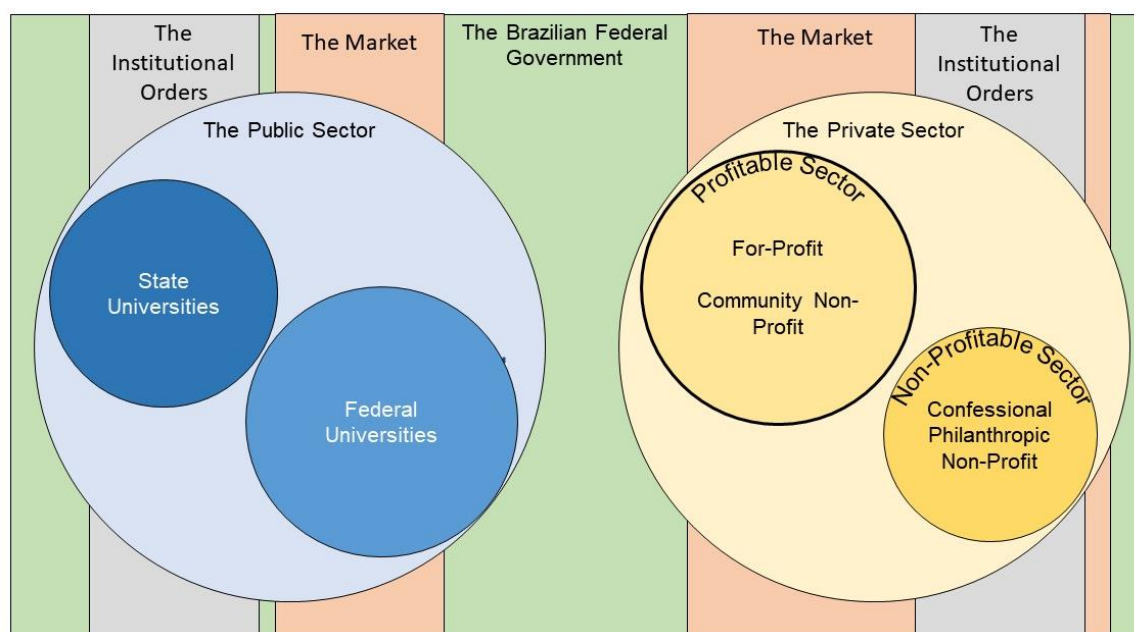 The
Institutional
Orders
The Market
The Brazilian Federal
Government
The Market
The
Institutional
Orders
The Public Sector
State
Universities
Federal
Universities
The Private Sector
Profitable Sector
For-Profit
Community Non-
Profit
Non-Profitable Sector
Confessional
Philanthropic
Non-Profit